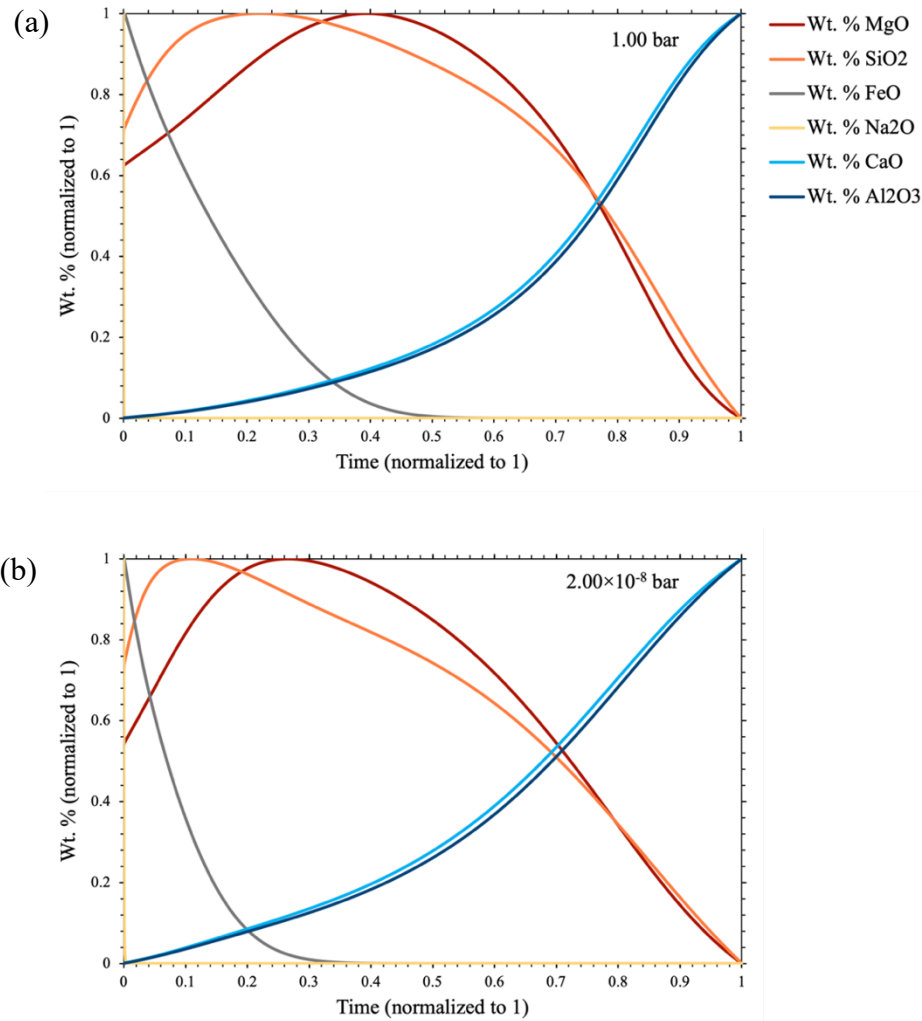 (a)
1.00 bar
Wt. % MgO
Wt. % SiO2
Wt. % FeO
Wt. % Na2O
Wt. % CaO
Wt. % Al2O3
Wt. % (normalized to 1)
1
0.8
0.6
0.4
0.2
0
0 0.1 0.2 0.3 0.4 0.5 0.6 0.7 0.8 0.9 1
Time (normalized to 1)
(b)
2.00×10⁻⁸ bar
Wt. % (normalized to 1)
1
0.8
0.6
0.4
0.2
0
0 0.1 0.2 0.3 0.4 0.5 0.6 0.7 0.8 0.9 1
Time (normalized to 1)